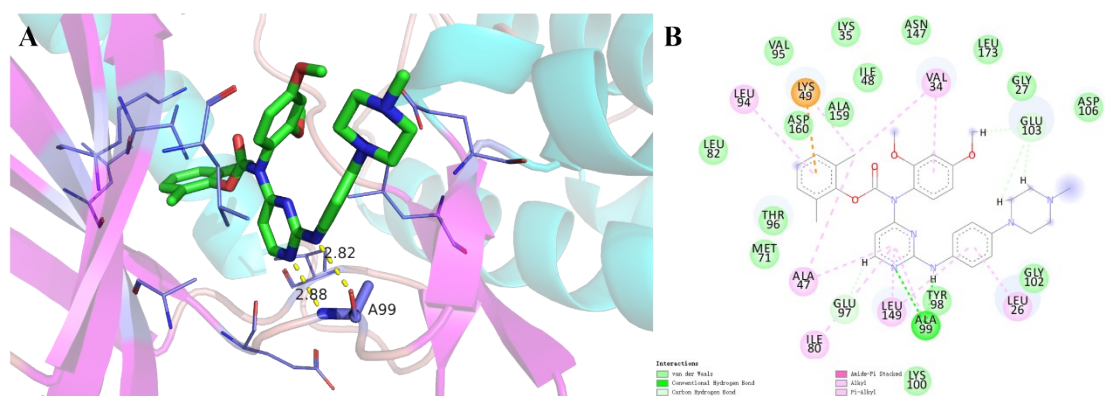 A
2.82
2.88
A99
B
LYS
35
ASN
147
VAL
95
LEU
173
ILE
48
VAL
34
GLY
27
LYS
49
LEU
94
ALA
159
ASP
106
ASP
160
GLU
103
H
LEU
82
O
O
O
O
N
H
H
N
N
THR
96
N
MET
71
H
N
N
H
ALA
47
GLY
102
GLU
97
LEU
149
TYR
98
LEU
26
ALA
99
ILE
80
LYS
100
Interactions
van der Waals
Conventional Hydrogen Bond
Carbon Hydrogen Bond
Amide-Pi Stacked
Alkyl
Pi-Alkyl